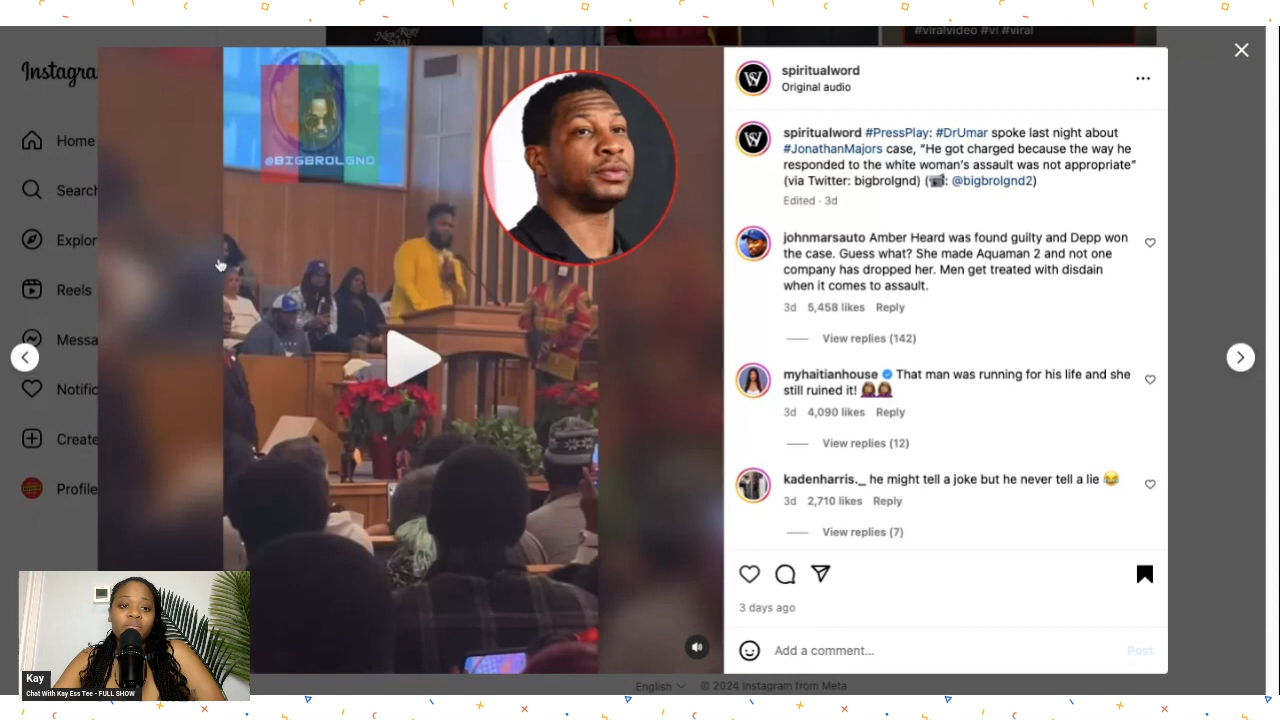 #viralvideo #vl #viral
Instagra
Home
Search
Explor
Reels
Messa
Notific
Create
Profile
@BIGBROLGND
spiritualword
Original audio
spiritualword #PressPlay: #DrUmar spoke last night about
#JonathanMajors case, “He got charged because the way he
responded to the white woman’s assault was not appropriate”
(via Twitter: bigbrolgnd) (📹: @bigbrolgnd2)
Edited · 3d
johnmarsauto Amber Heard was found guilty and Depp won
the case. Guess what? She made Aquaman 2 and not one
company has dropped her. Men get treated with disdain
when it comes to assault.
3d 5,458 likes Reply
View replies (142)
myhaitianhouse That man was running for his life and she
still ruined it! 🤦🏾‍♀️🤦🏾‍♀️
3d 4,090 likes Reply
View replies (12)
kadenharris._ he might tell a joke but he never tell a lie 😂
3d 2,710 likes Reply
View replies (7)
3 days ago
Add a comment...
Post
English © 2024 Instagram from Meta
Kay
Chat With Kay Ess Tee - FULL SHOW